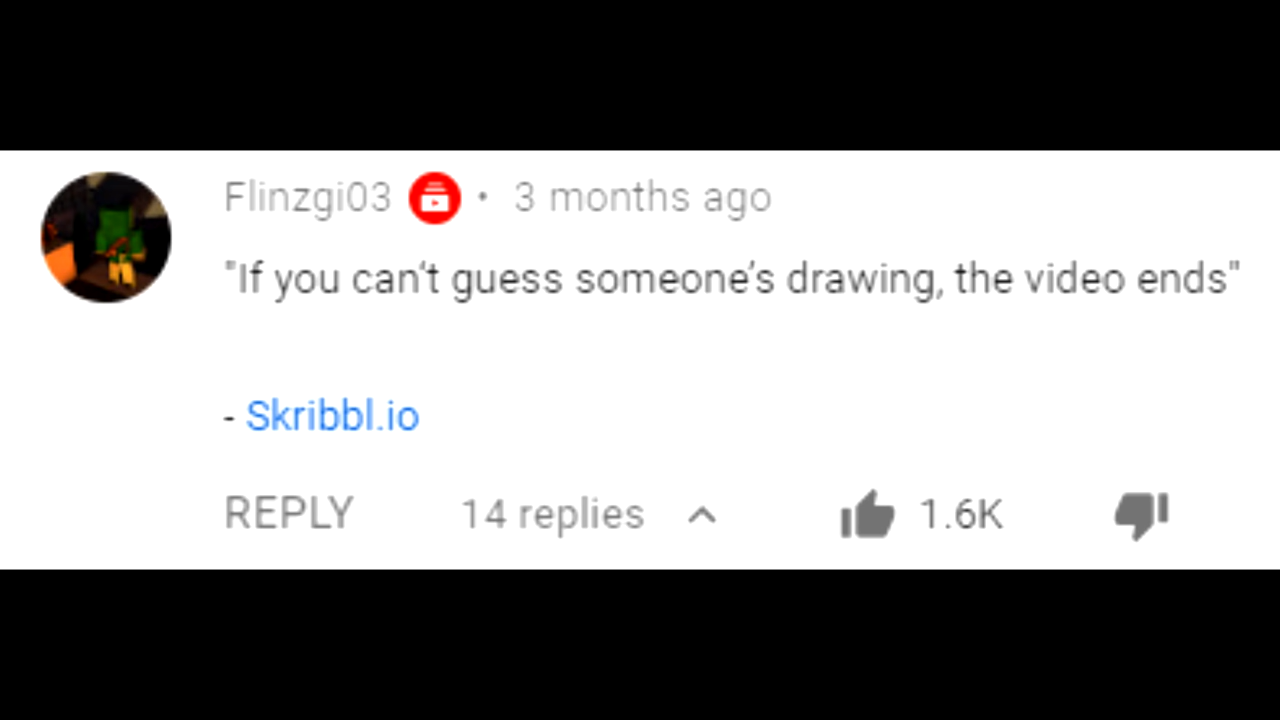 Flinzgi03 • 3 months ago
"If you can‘t guess someone’s drawing, the video ends"
- Skribbl.io
REPLY 14 replies 1.6K